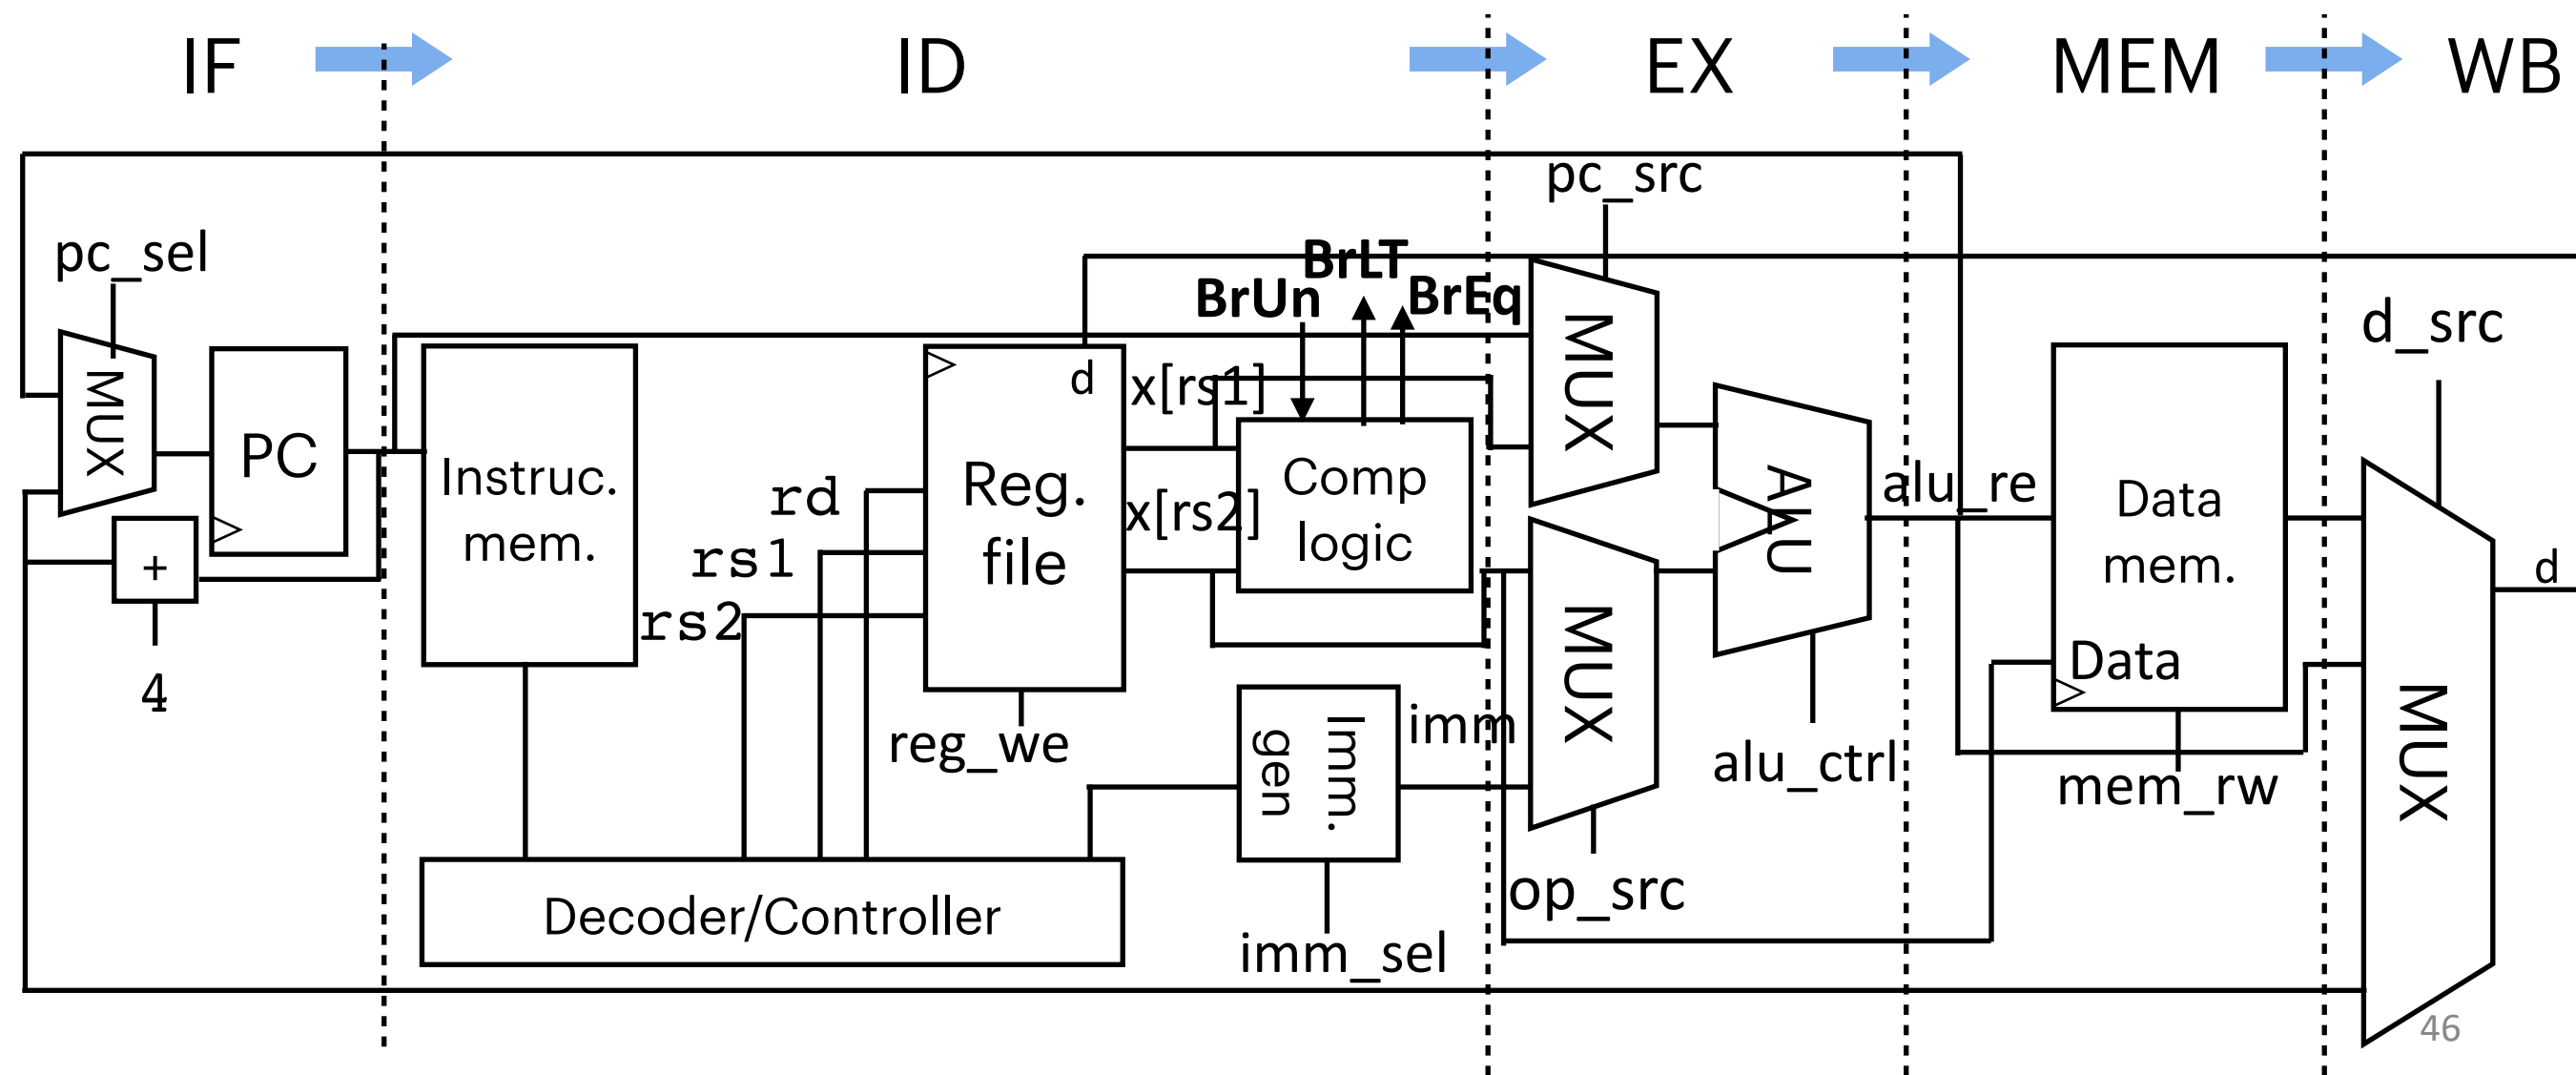 IF
ID
EX
MEM
WB
pc_src
pc_sel
BrLT
BrUn
BrEq
d_src
MUX
PC
Instruc.
mem.
rd
rs1
rs2
d
Reg.
file
reg_we
x[rs1]
x[rs2]
Comp
logic
MUX
MUX
ALU
alu_re
Data
mem.
Data
d
+
4
Imm.
gen
imm
alu_ctrl
mem_rw
MUX
op_src
Decoder/Controller
imm_sel
46